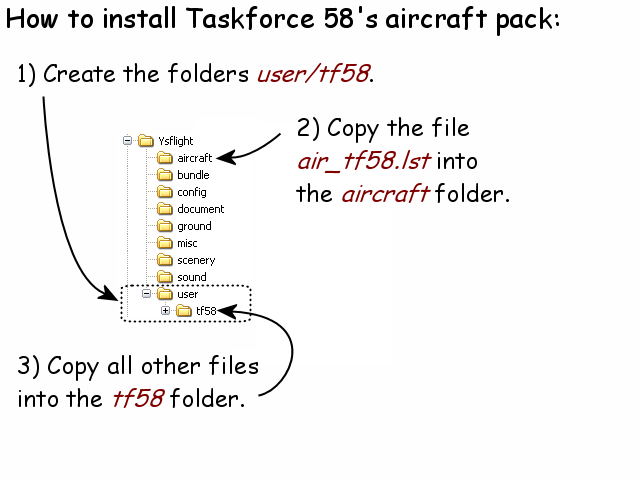 How to install Taskforce 58's aircraft pack:
1) Create the folders user/tf58.
2) Copy the file
air_tf58.lst into
the aircraft folder.
Ysflight
aircraft
bundle
config
document
ground
misc
scenery
sound
user
tf58
3) Copy all other files
into the tf58 folder.